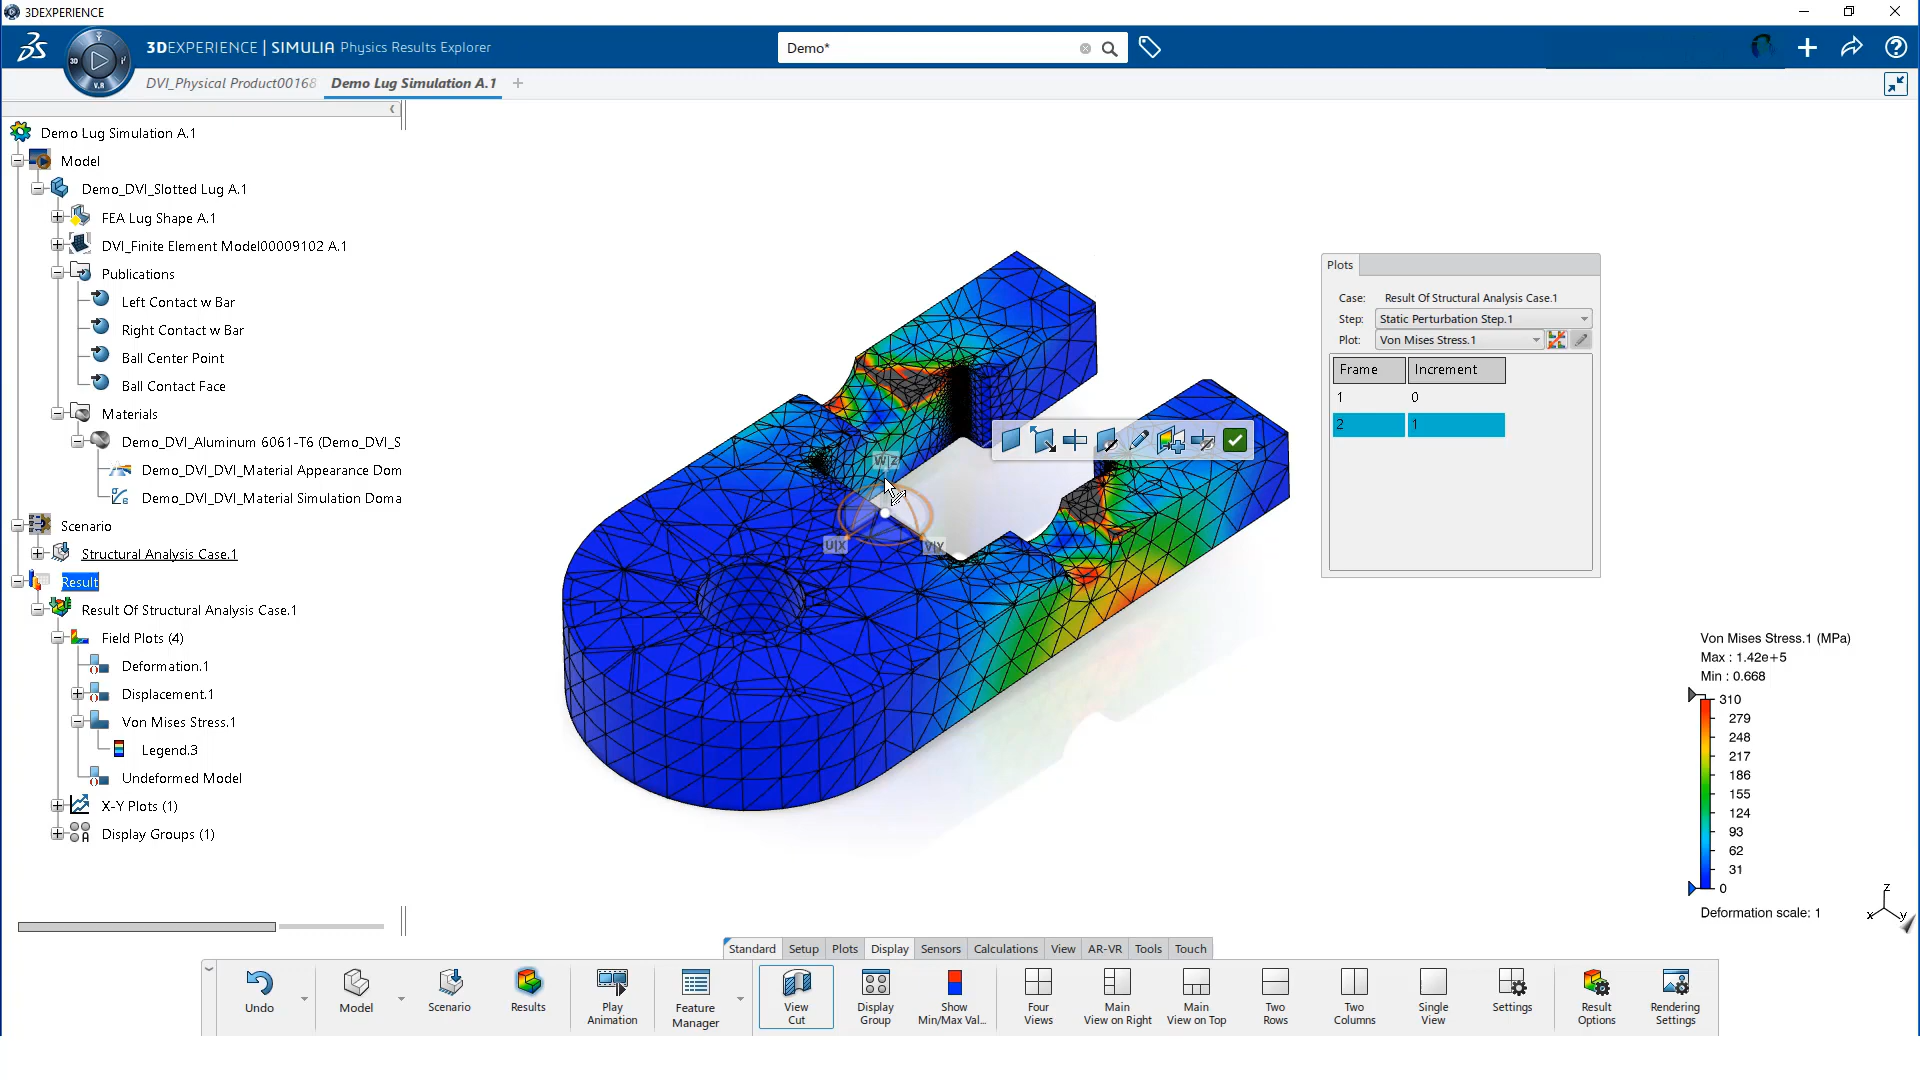 3DEXPERIENCE
3DEXPERIENCE | SIMULIA Physics Results Explorer
Demo*
3D
V.R
DVI_Physical Product00168
Demo Lug Simulation A.1
Demo Lug Simulation A.1
Model
Demo_DVI_Slotted Lug A.1
FEA Lug Shape A.1
DVI_Finite Element Model00009102 A.1
Publications
Left Contact w Bar
Right Contact w Bar
Ball Center Point
Ball Contact Face
Materials
Demo_DVI_Aluminum 6061-T6 (Demo_DVI_S
Demo_DVI_DVI_Material Appearance Dom
Demo_DVI_DVI_Material Simulation Doma
Scenario
Structural Analysis Case.1
Result
Result Of Structural Analysis Case.1
Field Plots (4)
Deformation.1
Displacement.1
Von Mises Stress.1
Legend.3
Undeformed Model
X-Y Plots (1)
Display Groups (1)
W|Z
U|X
V|Y
Plots
Case: Result Of Structural Analysis Case.1
Step: Static Perturbation Step.1
Plot: Von Mises Stress.1
Frame Increment
1 0
2 1
Von Mises Stress.1 (MPa)
Max : 1.42e+5
Min : 0.668
310
279
248
217
186
155
124
93
62
31
0
Deformation scale: 1
z
x
y
Standard Setup Plots Display Sensors Calculations View AR-VR Tools Touch
Undo
Model
Scenario
Results
Play Animation
Feature Manager
View Cut
Display Group
Show Min/Max Val...
Four Views
Main View on Right
Main View on Top
Two Rows
Two Columns
Single View
Settings
Result Options
Rendering Settings